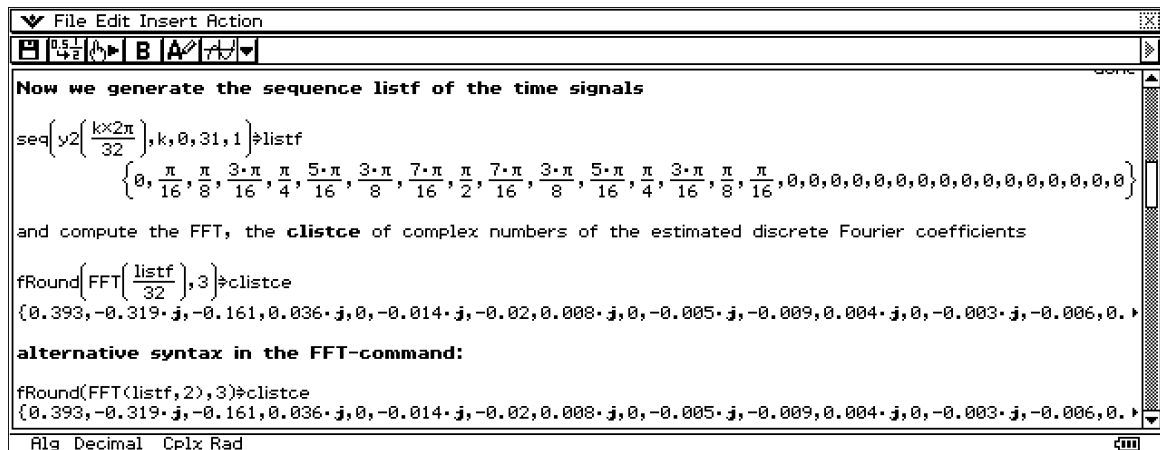 File Edit Insert Action
B A
done
Now we generate the sequence listf of the time signals
seq(y2(k×2π/32),k,0,31,1)⇒listf
{0,π/16,π/8,3·π/16,π/4,5·π/16,3·π/8,7·π/16,π/2,7·π/16,3·π/8,5·π/16,π/4,3·π/16,π/8,π/16,0,0,0,0,0,0,0,0,0,0,0,0,0,0,0,0}
and compute the FFT, the clistce of complex numbers of the estimated discrete Fourier coefficients
fRound(FFT(listf/32),3)⇒clistce
{0.393,-0.319·j,-0.161,0.036·j,0,-0.014·j,-0.02,0.008·j,0,-0.005·j,-0.009,0.004·j,0,-0.003·j,-0.006,0.
alternative syntax in the FFT-command:
fRound(FFT(listf,2),3)⇒clistce
{0.393,-0.319·j,-0.161,0.036·j,0,-0.014·j,-0.02,0.008·j,0,-0.005·j,-0.009,0.004·j,0,-0.003·j,-0.006,0.
Alg Decimal Cplx Rad